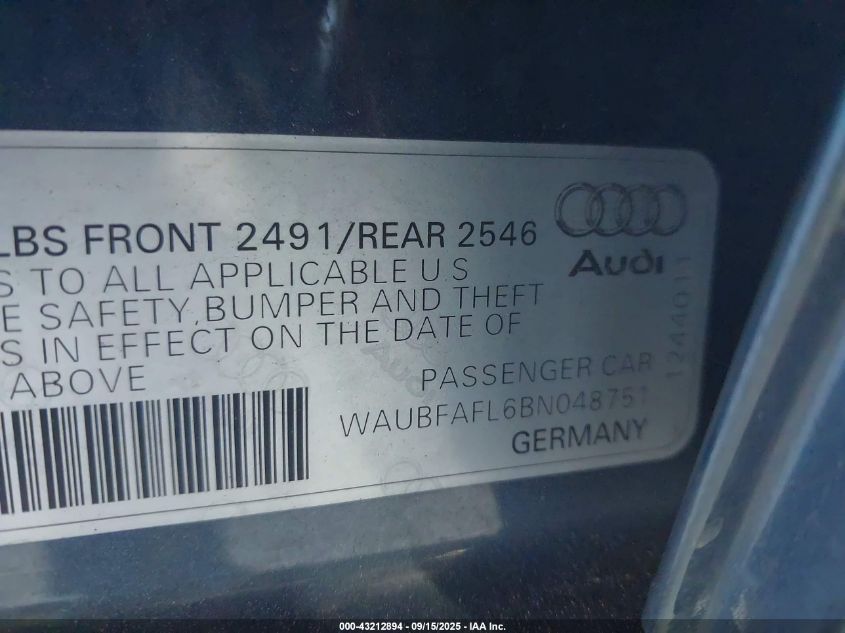 LBS FRONT 2491/REAR 2546
S TO ALL APPLICABLE U.S
E SAFETY, BUMPER AND THEFT
S IN EFFECT ON THE DATE OF
ABOVE
Audi
PASSENGER CAR
WAUBFAFL6BN048751
GERMANY
1244011
000-43212894 - 09/15/2025 - IAA Inc.